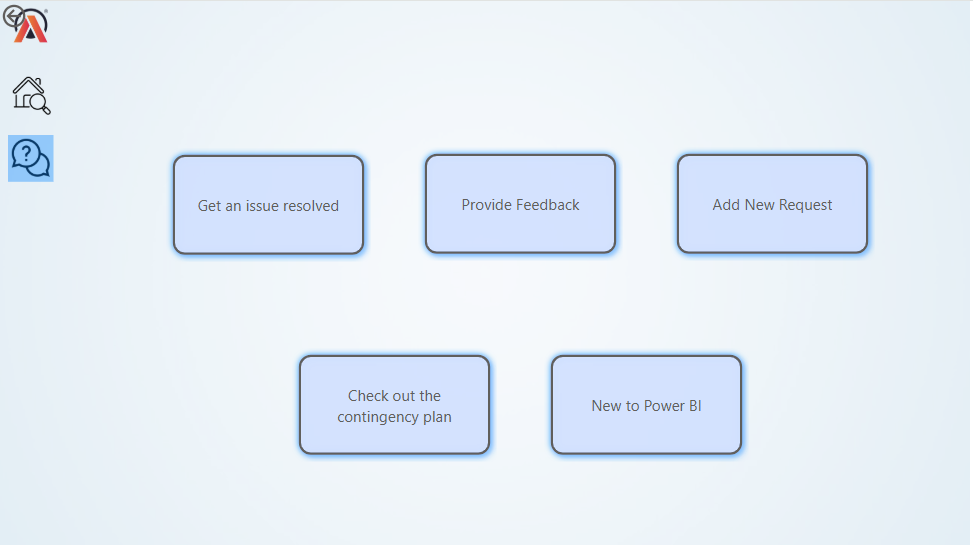 Get an issue resolved
Provide Feedback
Add New Request
Check out the
contingency plan
New to Power BI